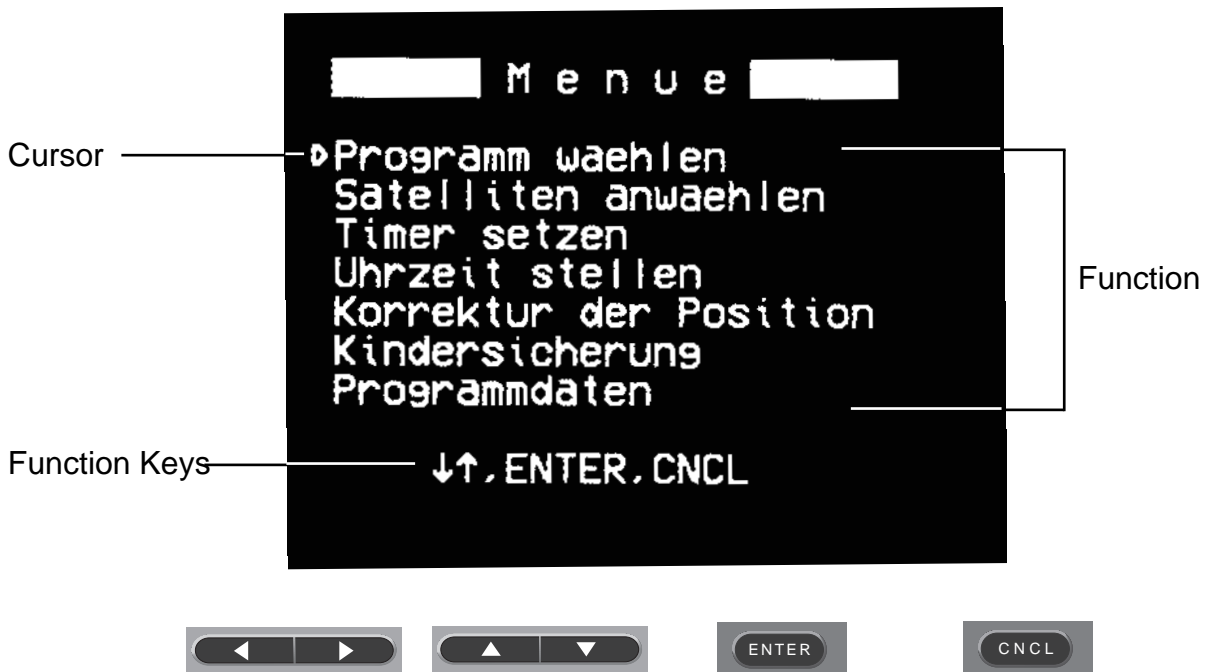 M e n u e
Cursor
Programm waehlen
Satelliten anwaehlen
Timer setzen
Uhrzeit stellen
Function
Korrektur der Position
Kindersicherung
Programmdaten
Function Keys
↓↑,ENTER,CNCL
ENTER
CNCL